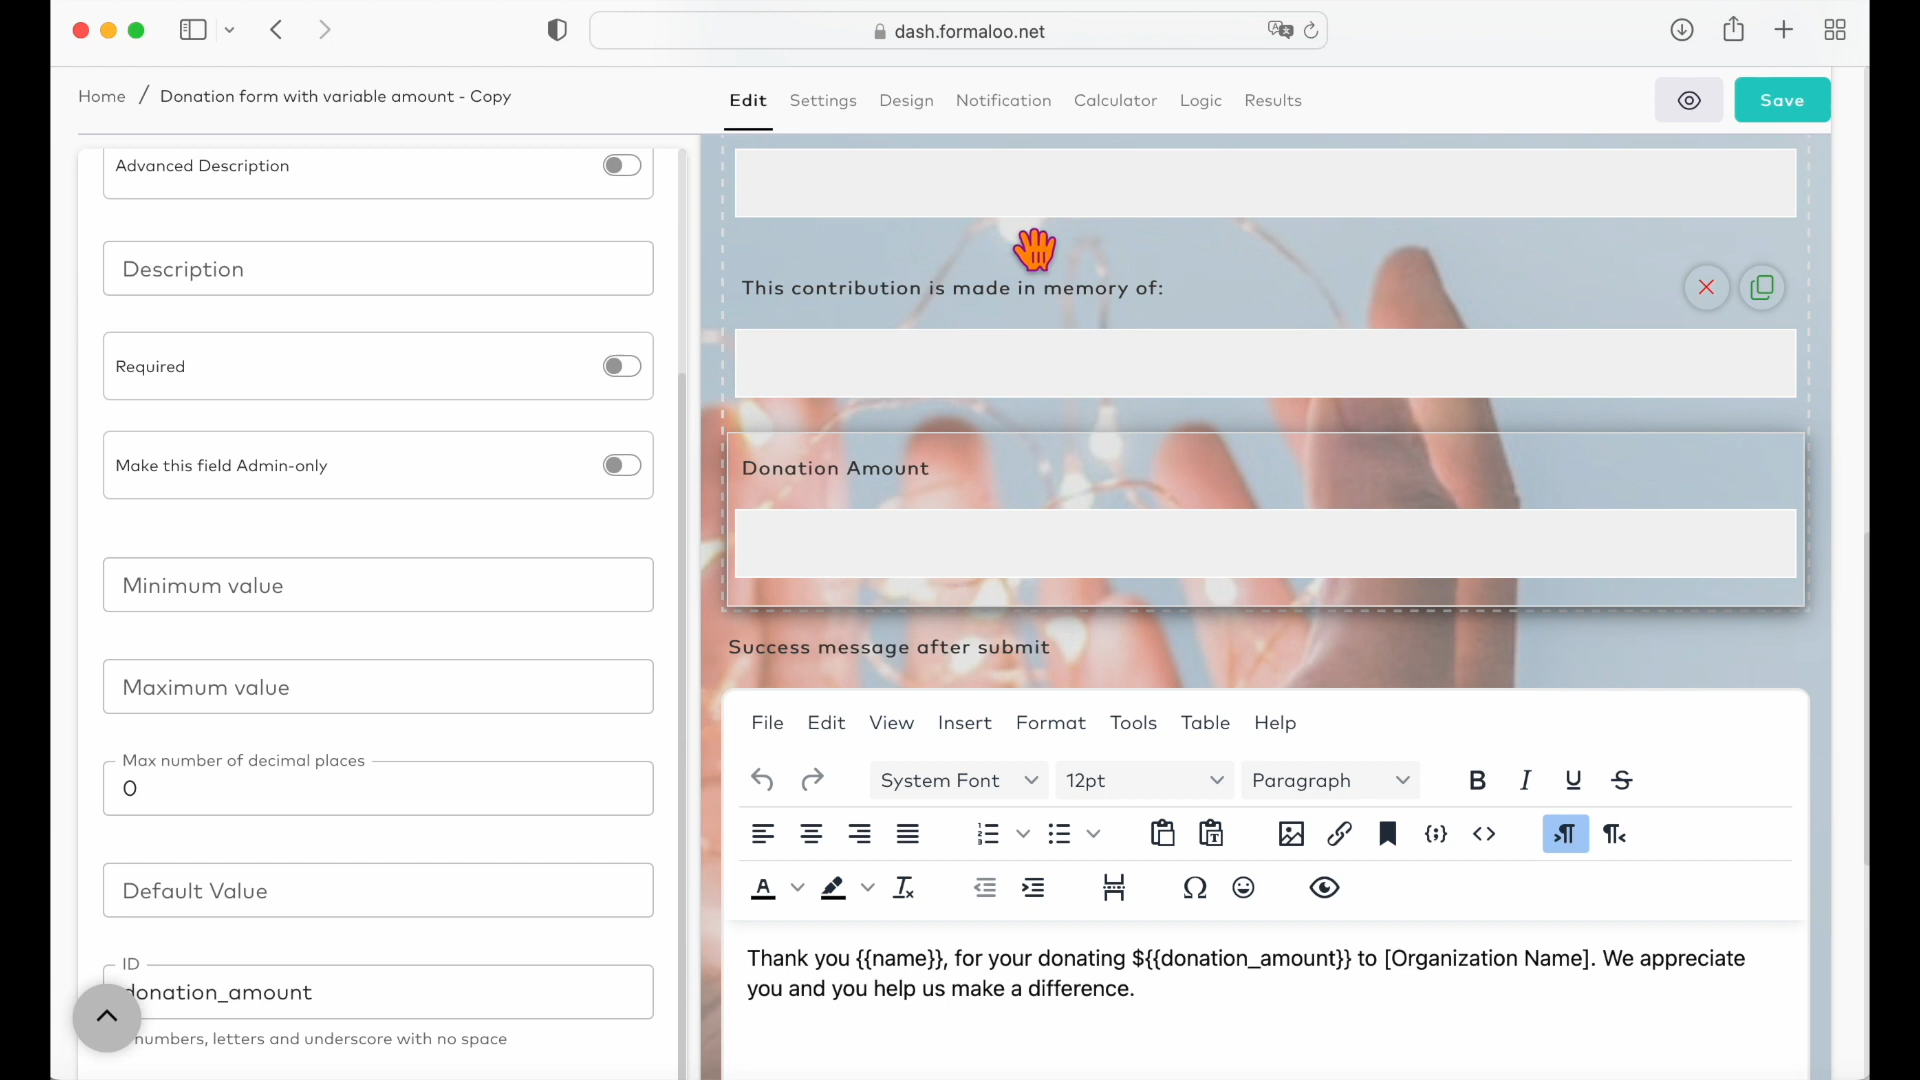 dash.formaloo.net
Home / Donation form with variable amount - Copy
Edit Settings Design Notification Calculator Logic Results
Save
Advanced Description
Description
Required
Make this field Admin-only
Minimum value
Maximum value
Max number of decimal places
0
Default Value
ID
donation_amount
numbers, letters and underscore with no space
This contribution is made in memory of:
Donation Amount
Success message after submit
File Edit View Insert Format Tools Table Help
System Font 12pt Paragraph
Thank you {{name}}, for your donating ${{donation_amount}} to [Organization Name]. We appreciate
you and you help us make a difference.